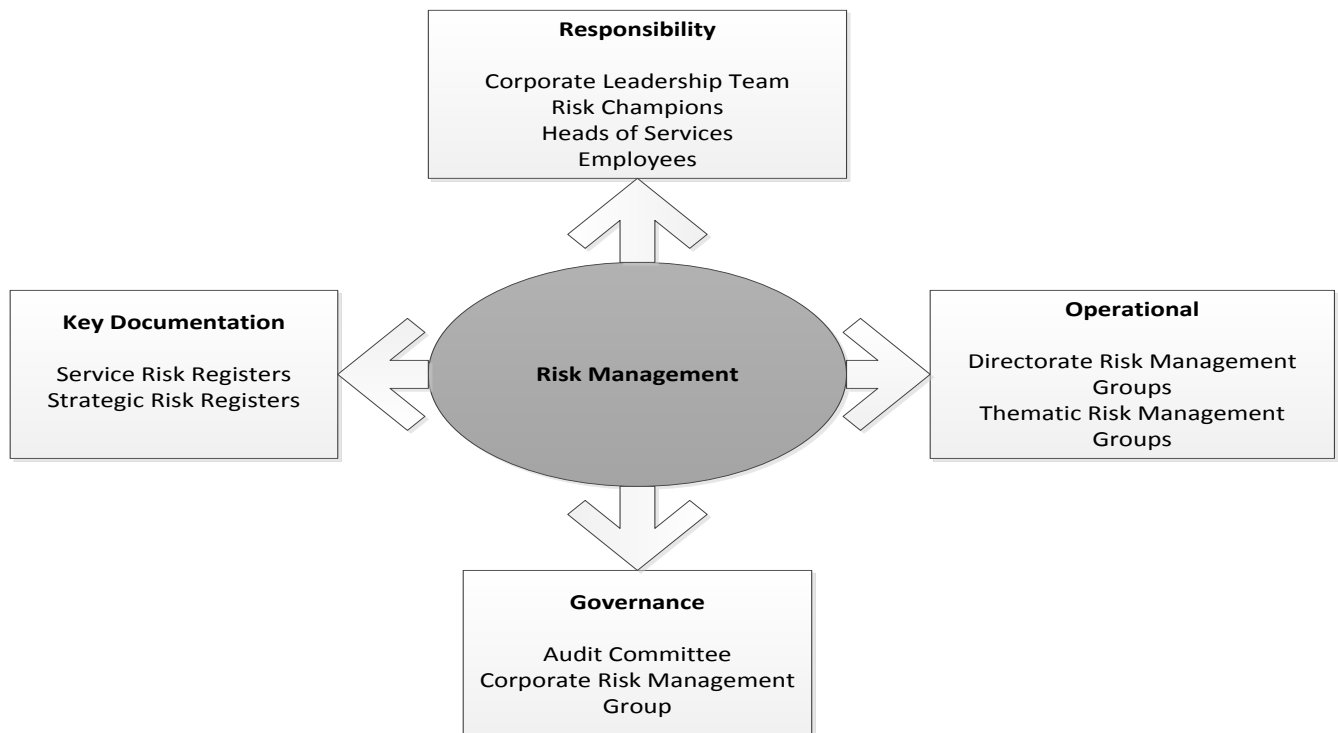 Responsibility
Corporate Leadership Team
Risk Champions
Heads of Services
Employees
Key Documentation
Service Risk Registers
Strategic Risk Registers
Risk Management
Operational
Directorate Risk Management
Groups
Thematic Risk Management
Groups
Governance
Audit Committee
Corporate Risk Management
Group